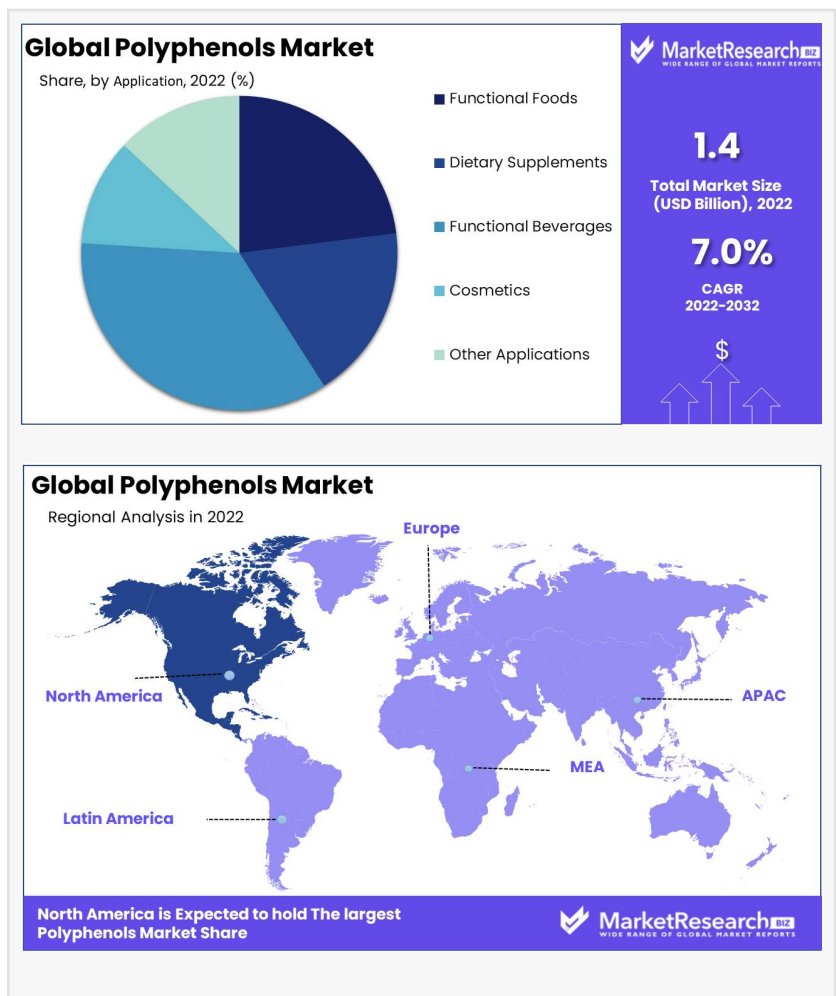 Global Polyphenols Market
Share, by Application, 2022 (%)
Functional Foods
Dietary Supplements
Functional Beverages
Cosmetics
Other Applications
MarketResearch BIZ
WIDE RANGE OF GLOBAL MARKET REPORTS
1.4
Total Market Size
(USD Billion), 2022
7.0%
CAGR
2022-2032
$
Global Polyphenols Market
Regional Analysis in 2022
Europe
North America
APAC
MEA
Latin America
North America is Expected to hold The largest
Polyphenols Market Share
MarketResearch BIZ
WIDE RANGE OF GLOBAL MARKET REPORTS